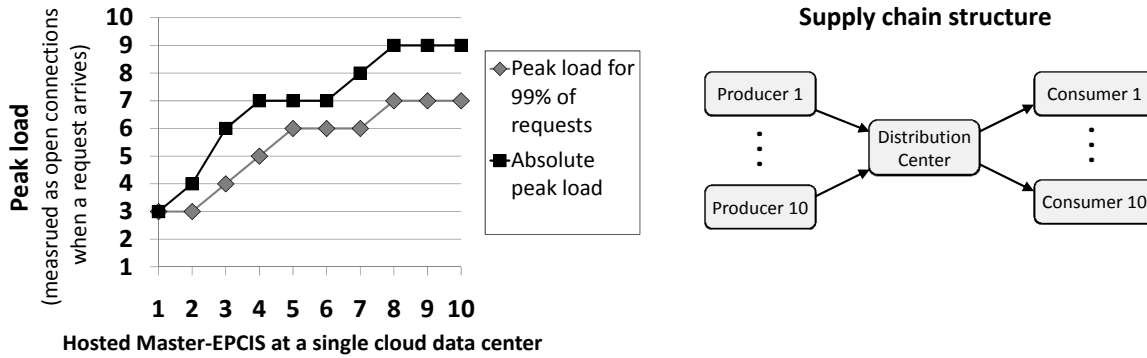 Peak load
(measrued as open connections
when a request arrives)
10
9
8
7
6
5
4
3
2
1
1 2 3 4 5 6 7 8 9 10
Hosted Master-EPCIS at a single cloud data center
Peak load for
99% of
requests
Absolute
peak load
Supply chain structure
Producer 1
Producer 10
Distribution
Center
Consumer 1
Consumer 10